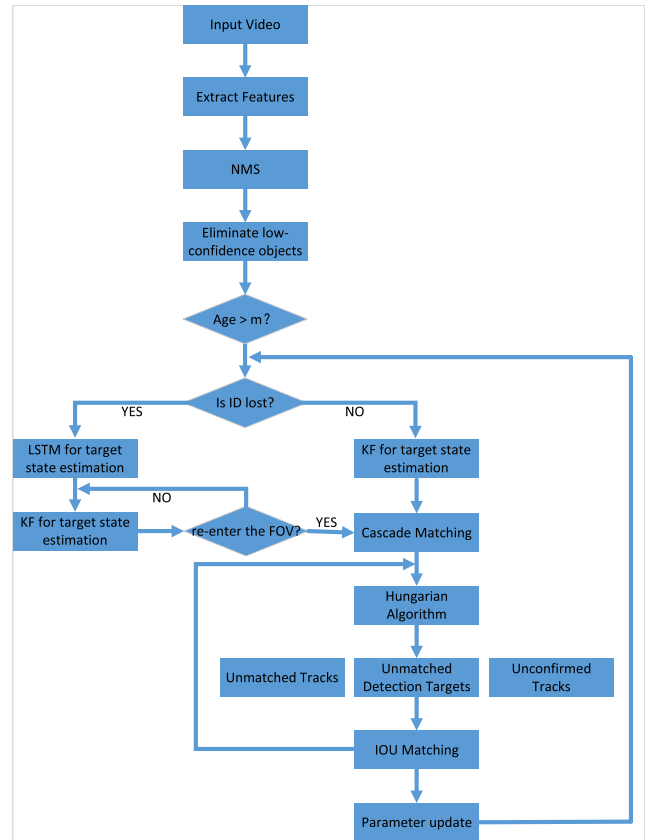 Input Video
Extract Features
NMS
Eliminate low-
confidence objects
Age > m?
Is ID lost?
YES
NO
LSTM for target
state estimation
KF for target state
estimation
NO
KF for target state
estimation
re-enter the FOV?
YES
Cascade Matching
Hungarian
Algorithm
Unmatched Tracks
Unmatched
Detection Targets
Unconfirmed
Tracks
IOU Matching
Parameter update